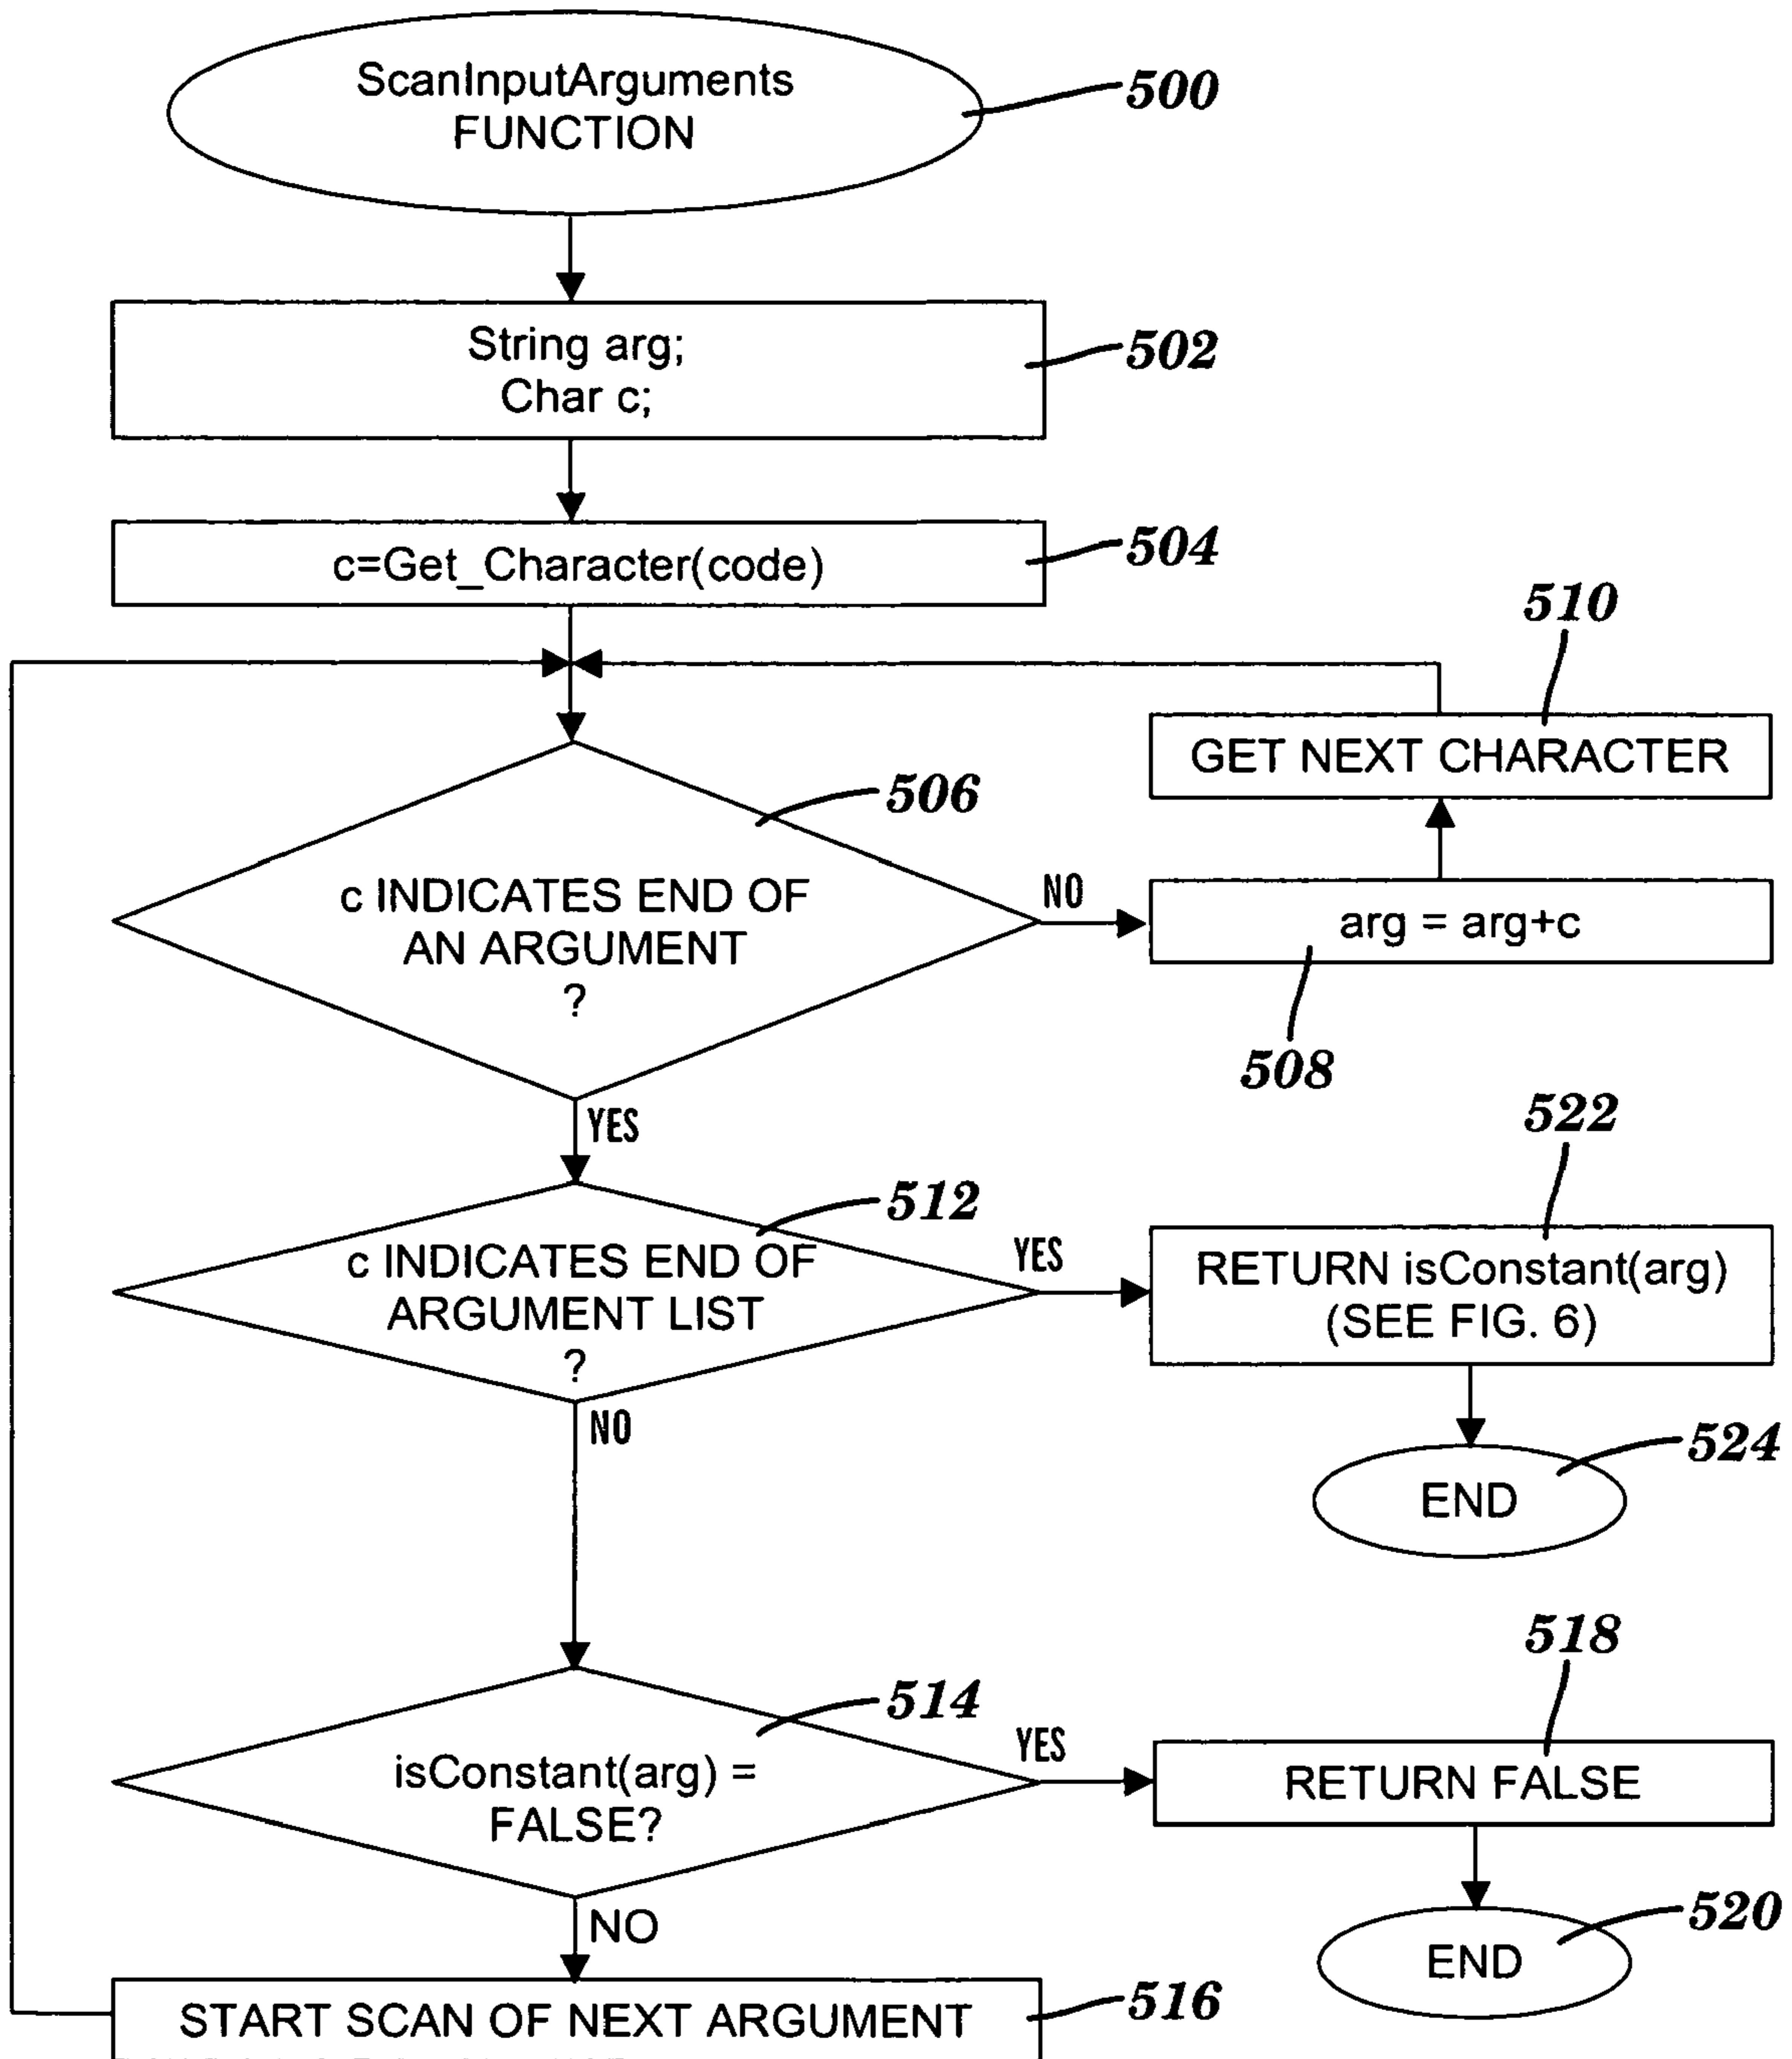 ScanInputArguments
FUNCTION
500
String arg;
Char c;
502
c=Get_Character(code)
504
510
GET NEXT CHARACTER
506
c INDICATES END OF
AN ARGUMENT
?
NO
arg = arg+c
508
YES
522
512
c INDICATES END OF
ARGUMENT LIST
?
YES
RETURN isConstant(arg)
(SEE FIG. 6)
NO
524
END
518
514
isConstant(arg) =
FALSE?
YES
RETURN FALSE
NO
520
END
START SCAN OF NEXT ARGUMENT
516